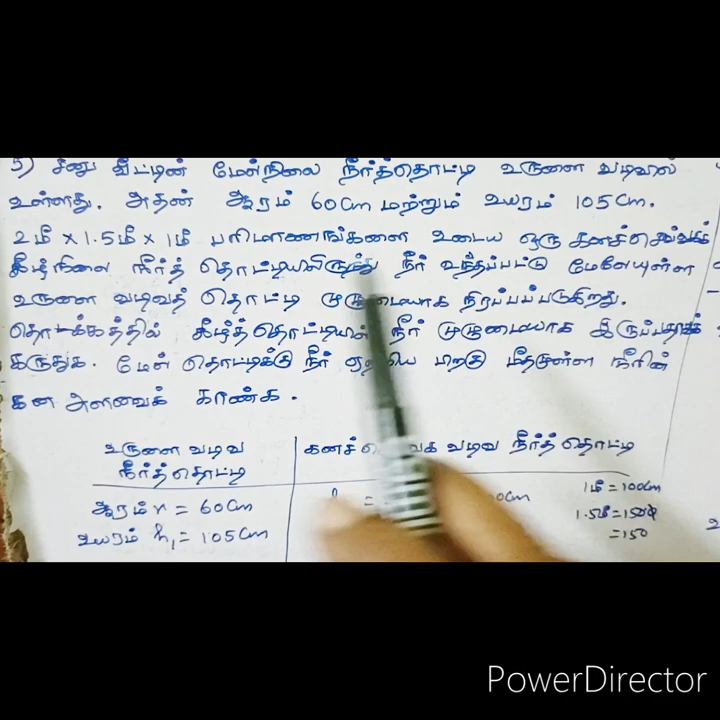 5) சீனு வீட்டின் மேல்நிலை நீர்த்தொட்டி உருளை வடிவில்
உள்ளது. அதன் ஆரம் 60cm மற்றும் உயரம் 105cm.
2மீ x 1.5மீ x 1மீ பரிமாணங்களை உடைய ஒரு கனச்செவ்வக
கீழ்நிலை நீர்த் தொட்டியிலிருந்து நீர் உந்தப்பட்டு மேலேயுள்ள
உருளை வடிவத் தொட்டி முழுமையாக நிரப்பப்படுகிறது.
தொடக்கத்தில் கீழ்த்தொட்டியில் நீர் முழுமையாக இருப்பதாகக்
கருதுக. மேல் தொட்டிக்கு நீர் பிறகு மீதமுள்ள நீரின்
கன அளவைக் காண்க.
உருளை வடிவ கனச் வடிவ நீர்த் தொட்டி
நீர்த்தொட்டி
ஆரம் r = 60cm = 1மீ = 100cm
உயரம் h₁ = 105cm 1.5மீ =
= 150
PowerDirector